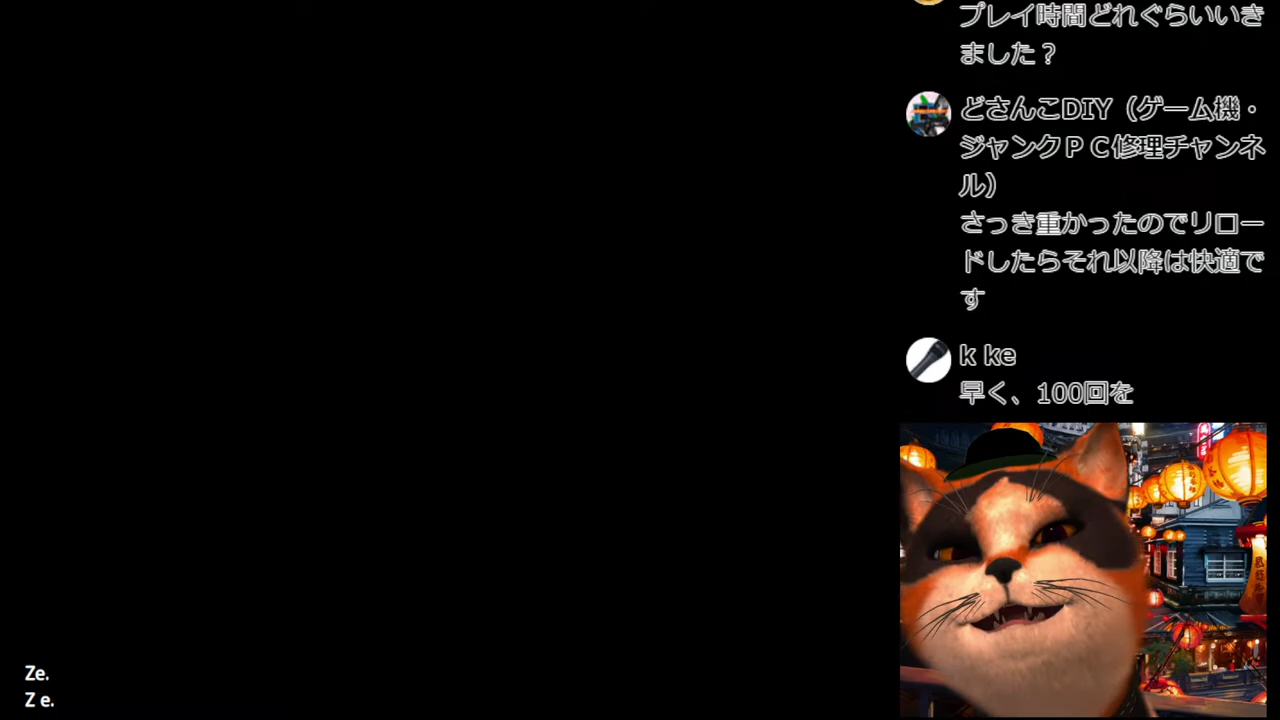 プレイ時間どれぐらいいき
ました？
どさんこDIY（ゲーム機・
ジャンクＰＣ修理チャンネ
ル）
さっき重かったのでリロー
ドしたらそれ以降は快適で
す
k ke
早く、100回を
Ze.
Z e.